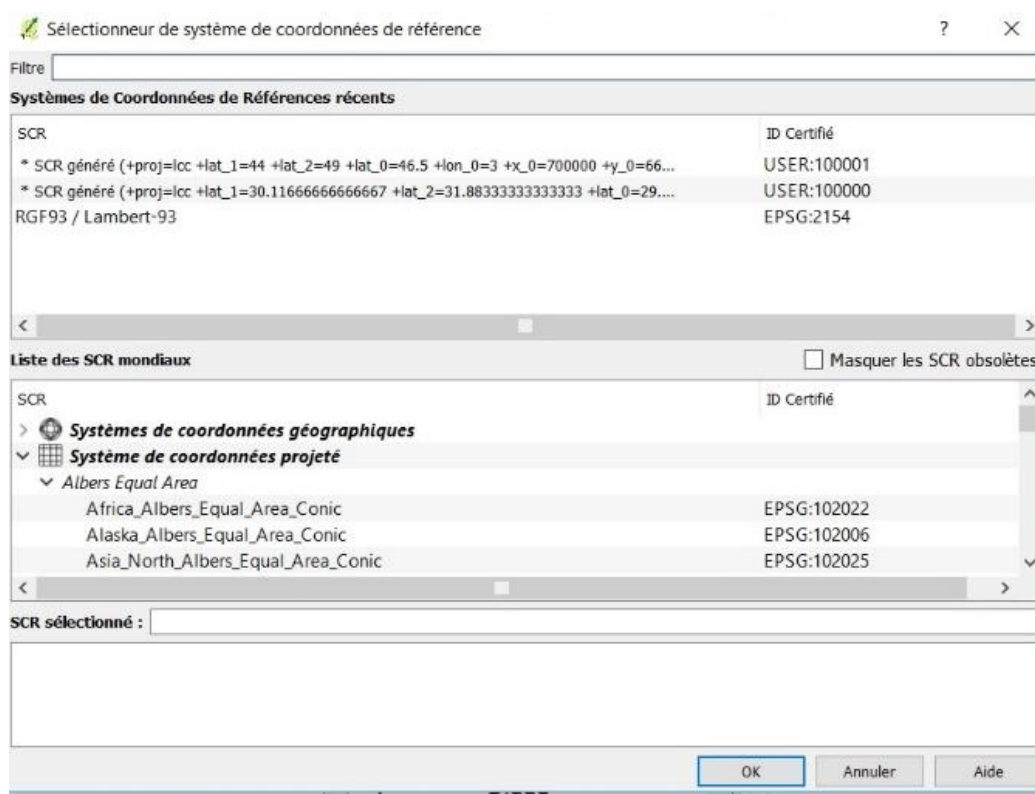 Sélectionneur de système de coordonnées de référence ? ×
Filtre
Systèmes de Coordonnées de Références récents
SCR ID Certifié
* SCR généré (+proj=lcc +lat_1=44 +lat_2=49 +lat_0=46.5 +lon_0=3 +x_0=700000 +y_0=66... USER:100001
* SCR généré (+proj=lcc +lat_1=30.11666666666667 +lat_2=31.88333333333333 +lat_0=29.... USER:100000
RGF93 / Lambert-93 EPSG:2154
Liste des SCR mondiaux Masquer les SCR obsolètes
SCR ID Certifié
Systèmes de coordonnées géographiques
Système de coordonnées projeté
Albers Equal Area
Africa_Albers_Equal_Area_Conic EPSG:102022
Alaska_Albers_Equal_Area_Conic EPSG:102006
Asia_North_Albers_Equal_Area_Conic EPSG:102025
SCR sélectionné :
OK Annuler Aide